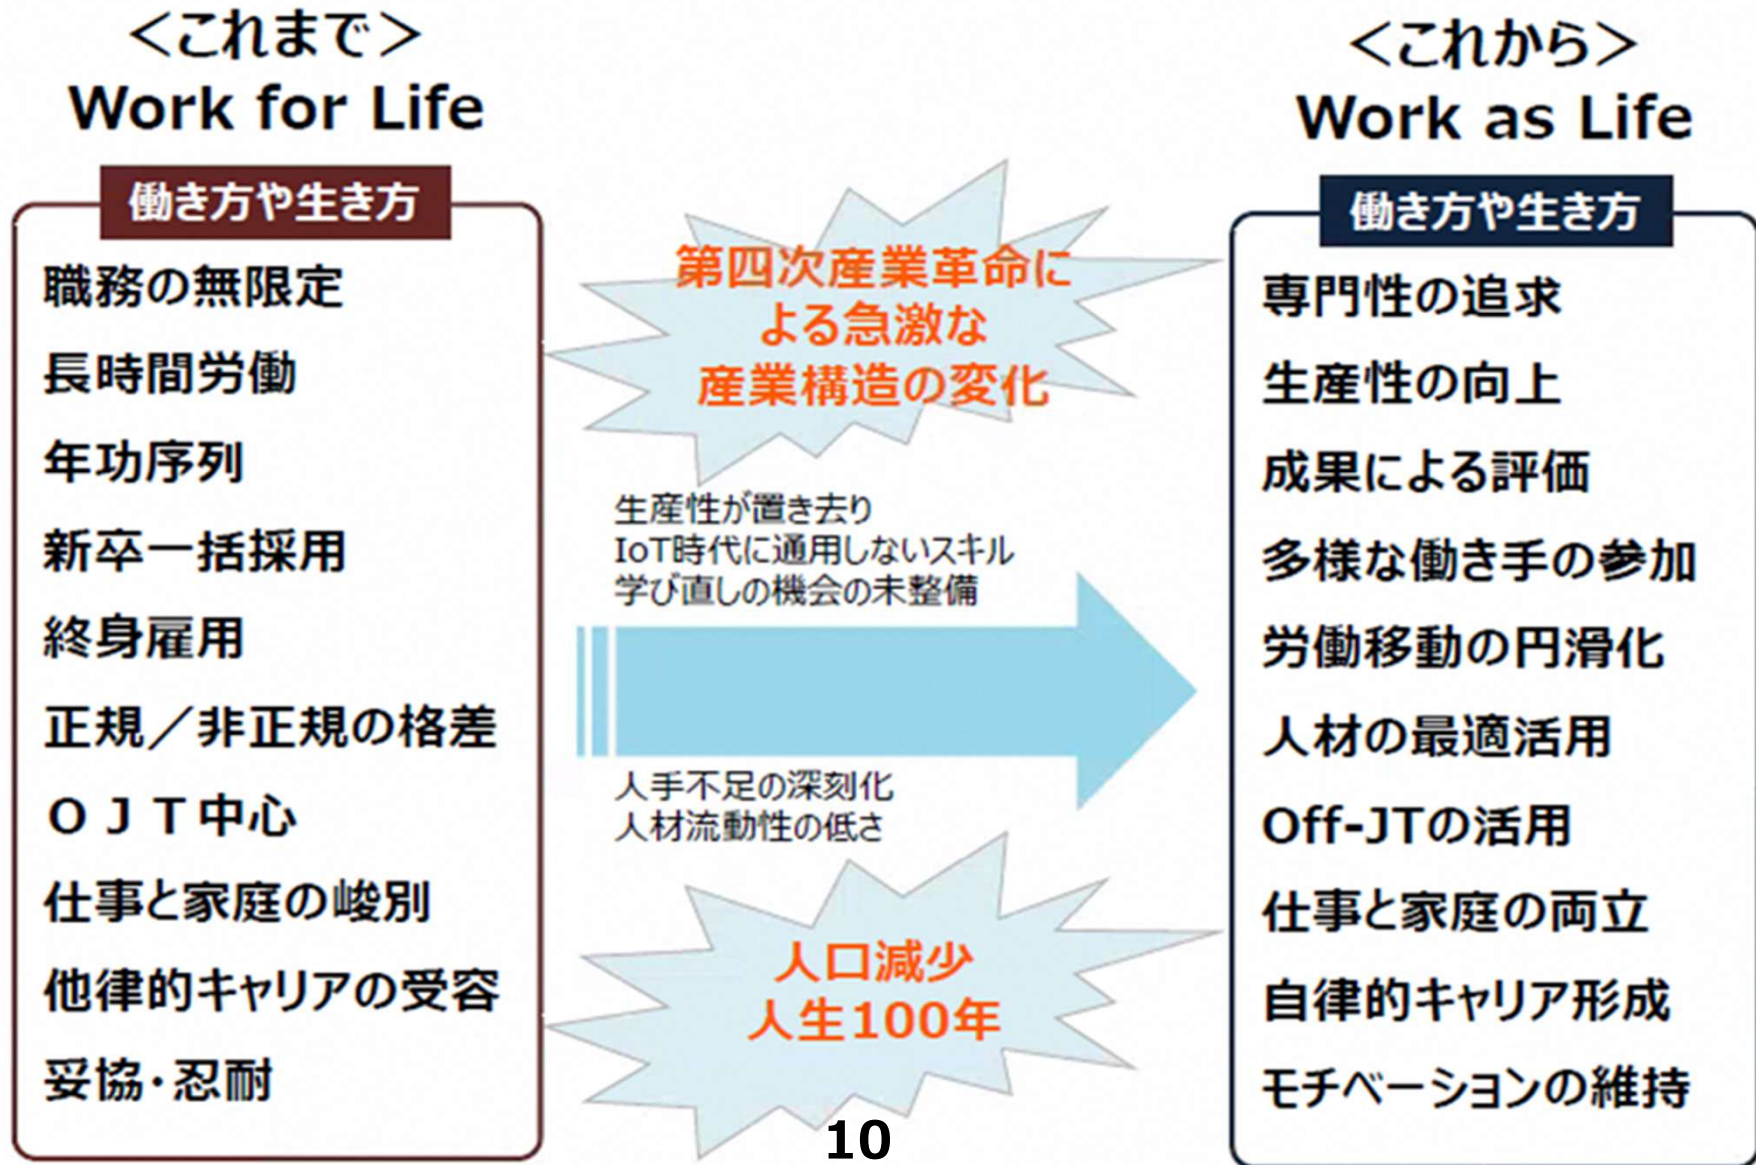 ＜これまで＞
Work for Life
働き方や生き方
職務の無限定
長時間労働
年功序列
新卒一括採用
終身雇用
正規／非正規の格差
ＯＪＴ中心
仕事と家庭の峻別
他律的キャリアの受容
妥協・忍耐
第四次産業革命に
よる急激な
産業構造の変化
生産性が置き去り
IoT時代に通用しないスキル
学び直しの機会の未整備
人手不足の深刻化
人材流動性の低さ
人口減少
人生100年
10
＜これから＞
Work as Life
働き方や生き方
専門性の追求
生産性の向上
成果による評価
多様な働き手の参加
労働移動の円滑化
人材の最適活用
Off-JTの活用
仕事と家庭の両立
自律的キャリア形成
モチベーションの維持